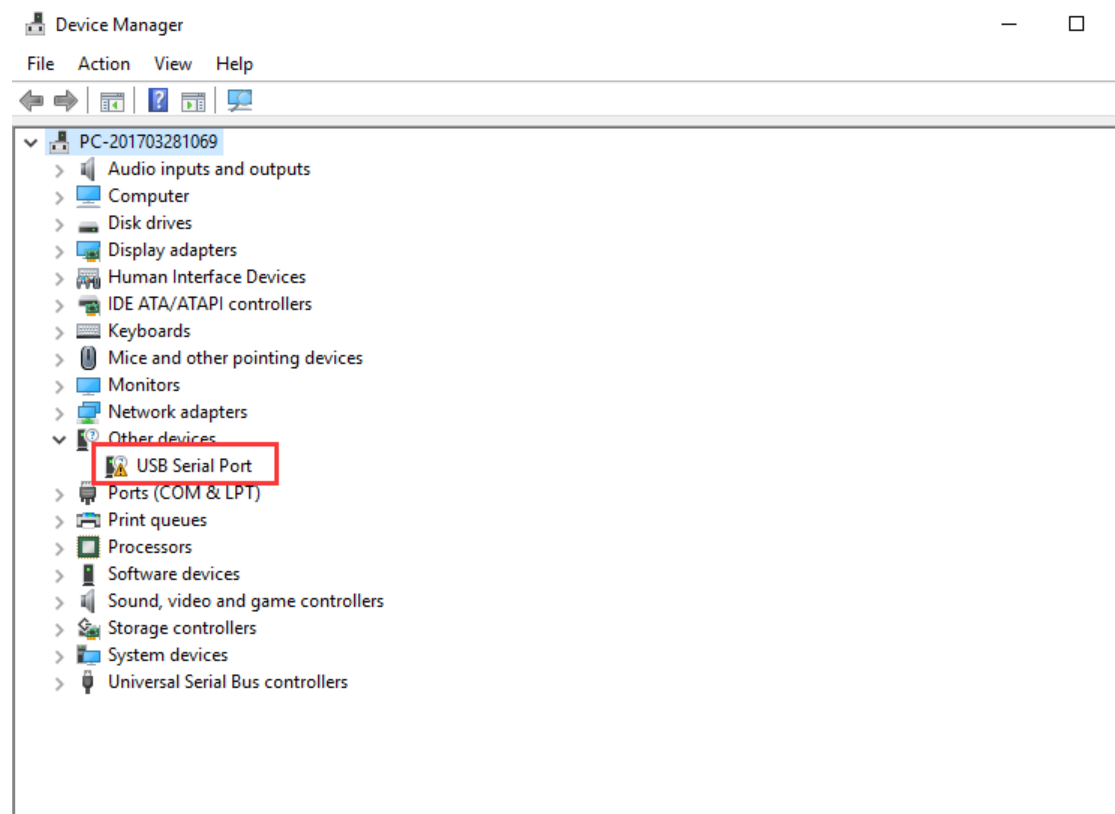 Device Manager
File Action View Help
PC-201703281069
Audio inputs and outputs
Computer
Disk drives
Display adapters
Human Interface Devices
IDE ATA/ATAPI controllers
Keyboards
Mice and other pointing devices
Monitors
Network adapters
Other devices
USB Serial Port
Ports (COM & LPT)
Print queues
Processors
Software devices
Sound, video and game controllers
Storage controllers
System devices
Universal Serial Bus controllers